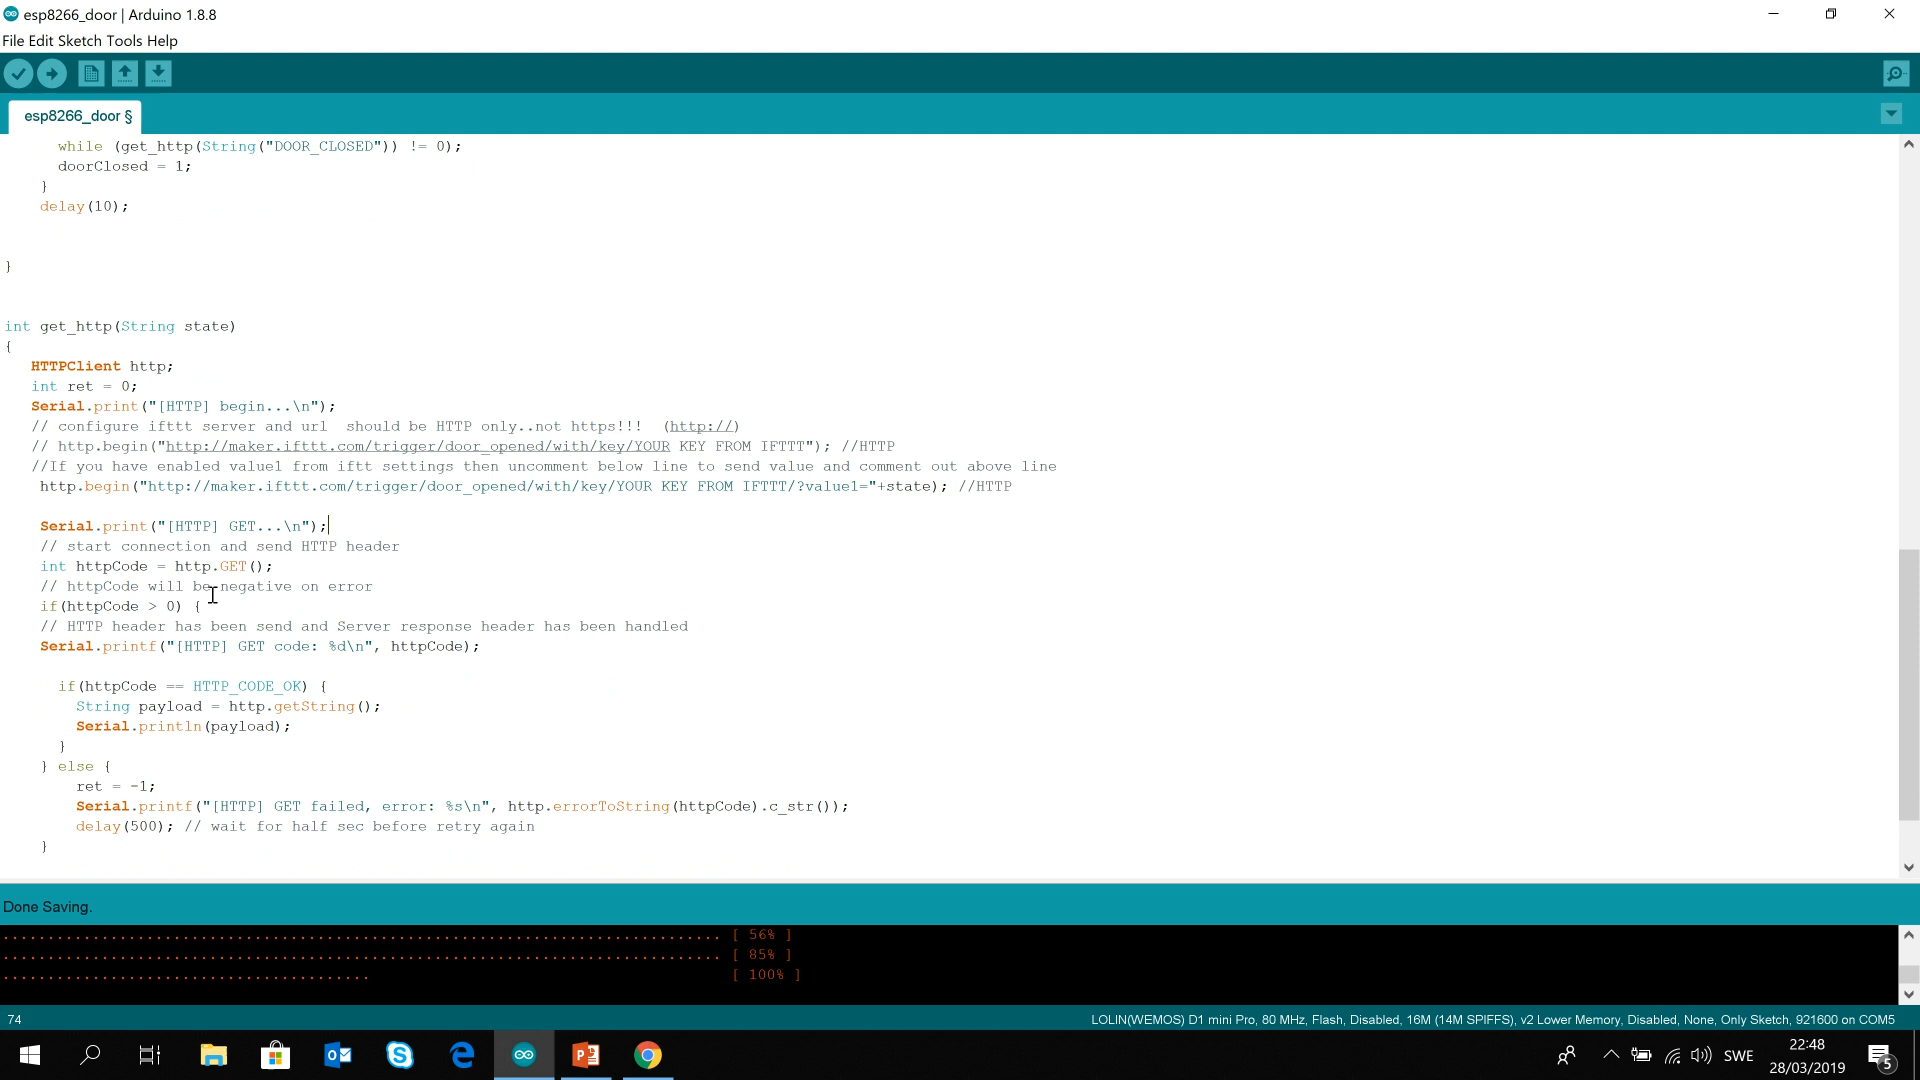 esp8266_door | Arduino 1.8.8
File Edit Sketch Tools Help
esp8266_door §
while (get_http(String("DOOR_CLOSED")) != 0);
doorClosed = 1;
}
delay(10);
}
int get_http(String state)
{
HTTPClient http;
int ret = 0;
Serial.print("[HTTP] begin...\n");
// configure ifttt server and url  should be HTTP only..not https!!!  (http://)
// http.begin("http://maker.ifttt.com/trigger/door_opened/with/key/YOUR KEY FROM IFTTT"); //HTTP
//If you have enabled value1 from iftt settings then uncomment below line to send value and comment out above line
http.begin("http://maker.ifttt.com/trigger/door_opened/with/key/YOUR KEY FROM IFTTT/?value1="+state); //HTTP
Serial.print("[HTTP] GET...\n");
// start connection and send HTTP header
int httpCode = http.GET();
// httpCode will be negative on error
if(httpCode > 0) {
// HTTP header has been send and Server response header has been handled
Serial.printf("[HTTP] GET code: %d\n", httpCode);
if(httpCode == HTTP_CODE_OK) {
String payload = http.getString();
Serial.println(payload);
}
} else {
ret = -1;
Serial.printf("[HTTP] GET failed, error: %s\n", http.errorToString(httpCode).c_str());
delay(500); // wait for half sec before retry again
}
Done Saving.
................................................................................ [ 56% ]
................................................................................ [ 85% ]
......................................... [ 100% ]
74
LOLIN(WEMOS) D1 mini Pro, 80 MHz, Flash, Disabled, 16M (14M SPIFFS), v2 Lower Memory, Disabled, None, Only Sketch, 921600 on COM5
SWE
22:48
28/03/2019
5